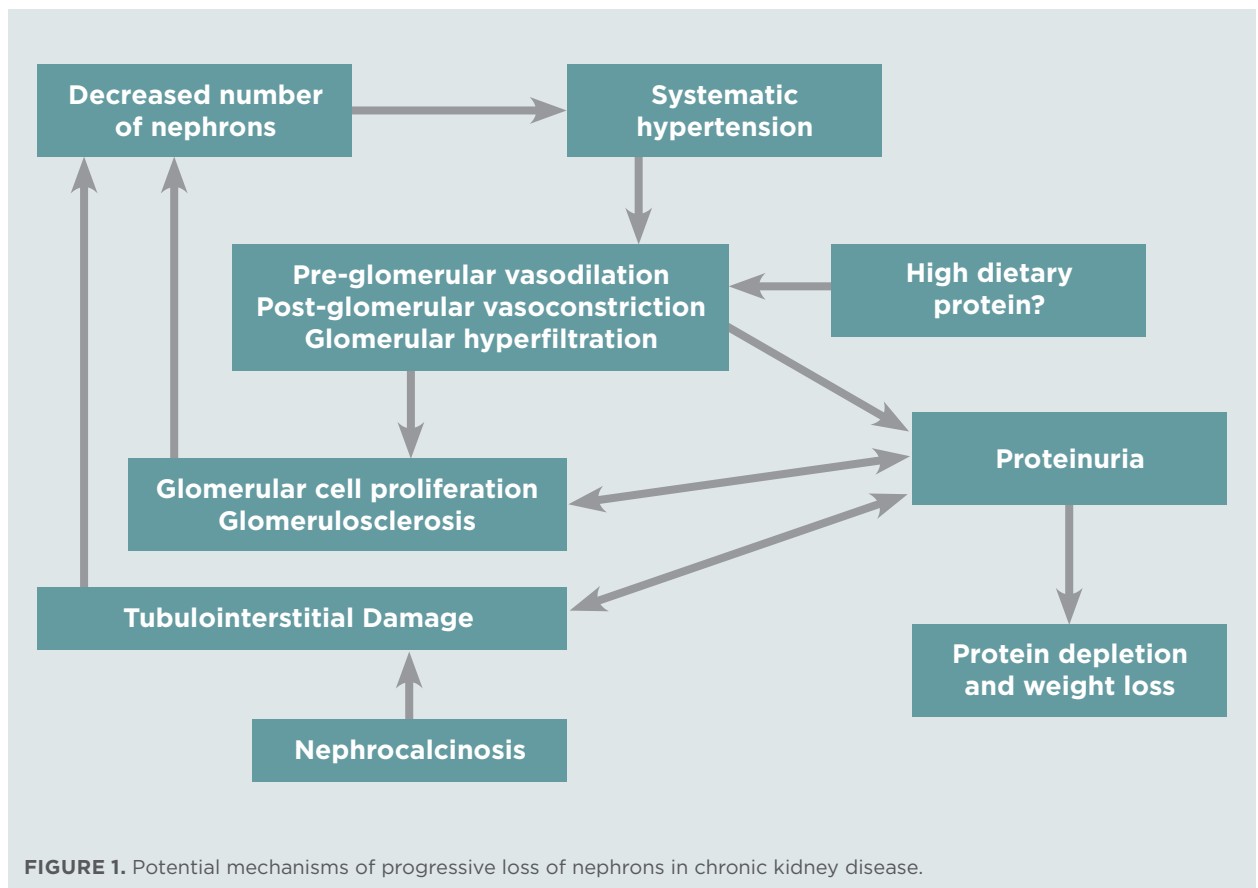 Decreased number
of nephrons
Systematic
hypertension
Pre-glomerular vasodilation
Post-glomerular vasoconstriction
Glomerular hyperfiltration
High dietary
protein?
Glomerular cell proliferation
Glomerulosclerosis
Proteinuria
Tubulointerstitial Damage
Protein depletion
and weight loss
Nephrocalcinosis
FIGURE 1. Potential mechanisms of progressive loss of nephrons in chronic kidney disease.